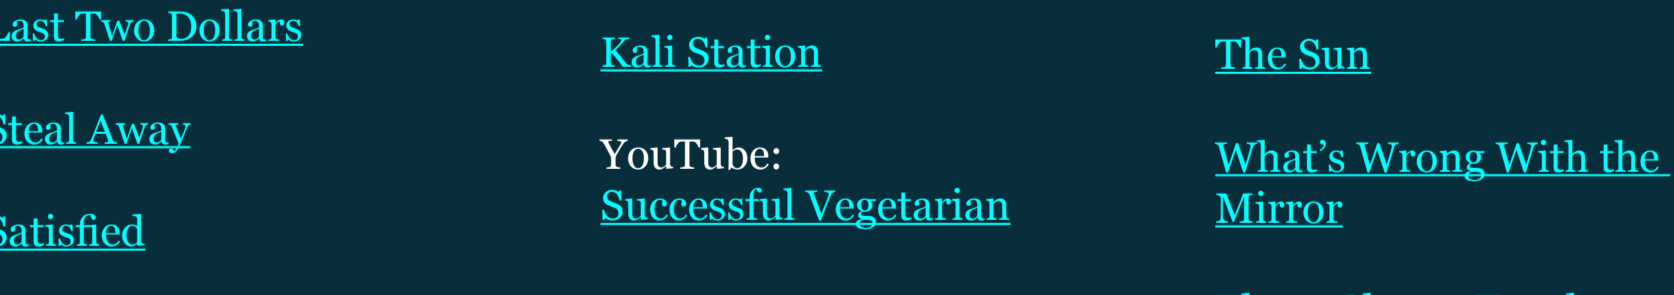 Last Two Dollars
Steal Away
Satisfied
Kali Station
YouTube:
Successful Vegetarian
The Sun
What’s Wrong With the
Mirror